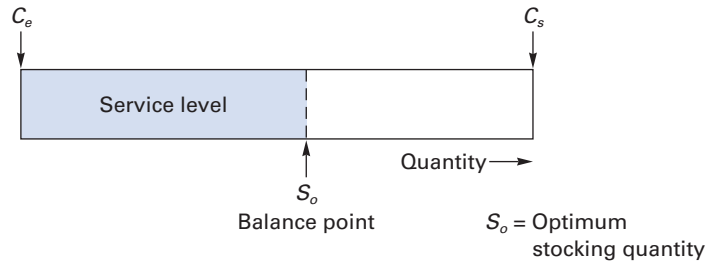 Cₑ Cₛ
Service level
Quantity
Sₒ
Balance point
Sₒ = Optimum
stocking quantity